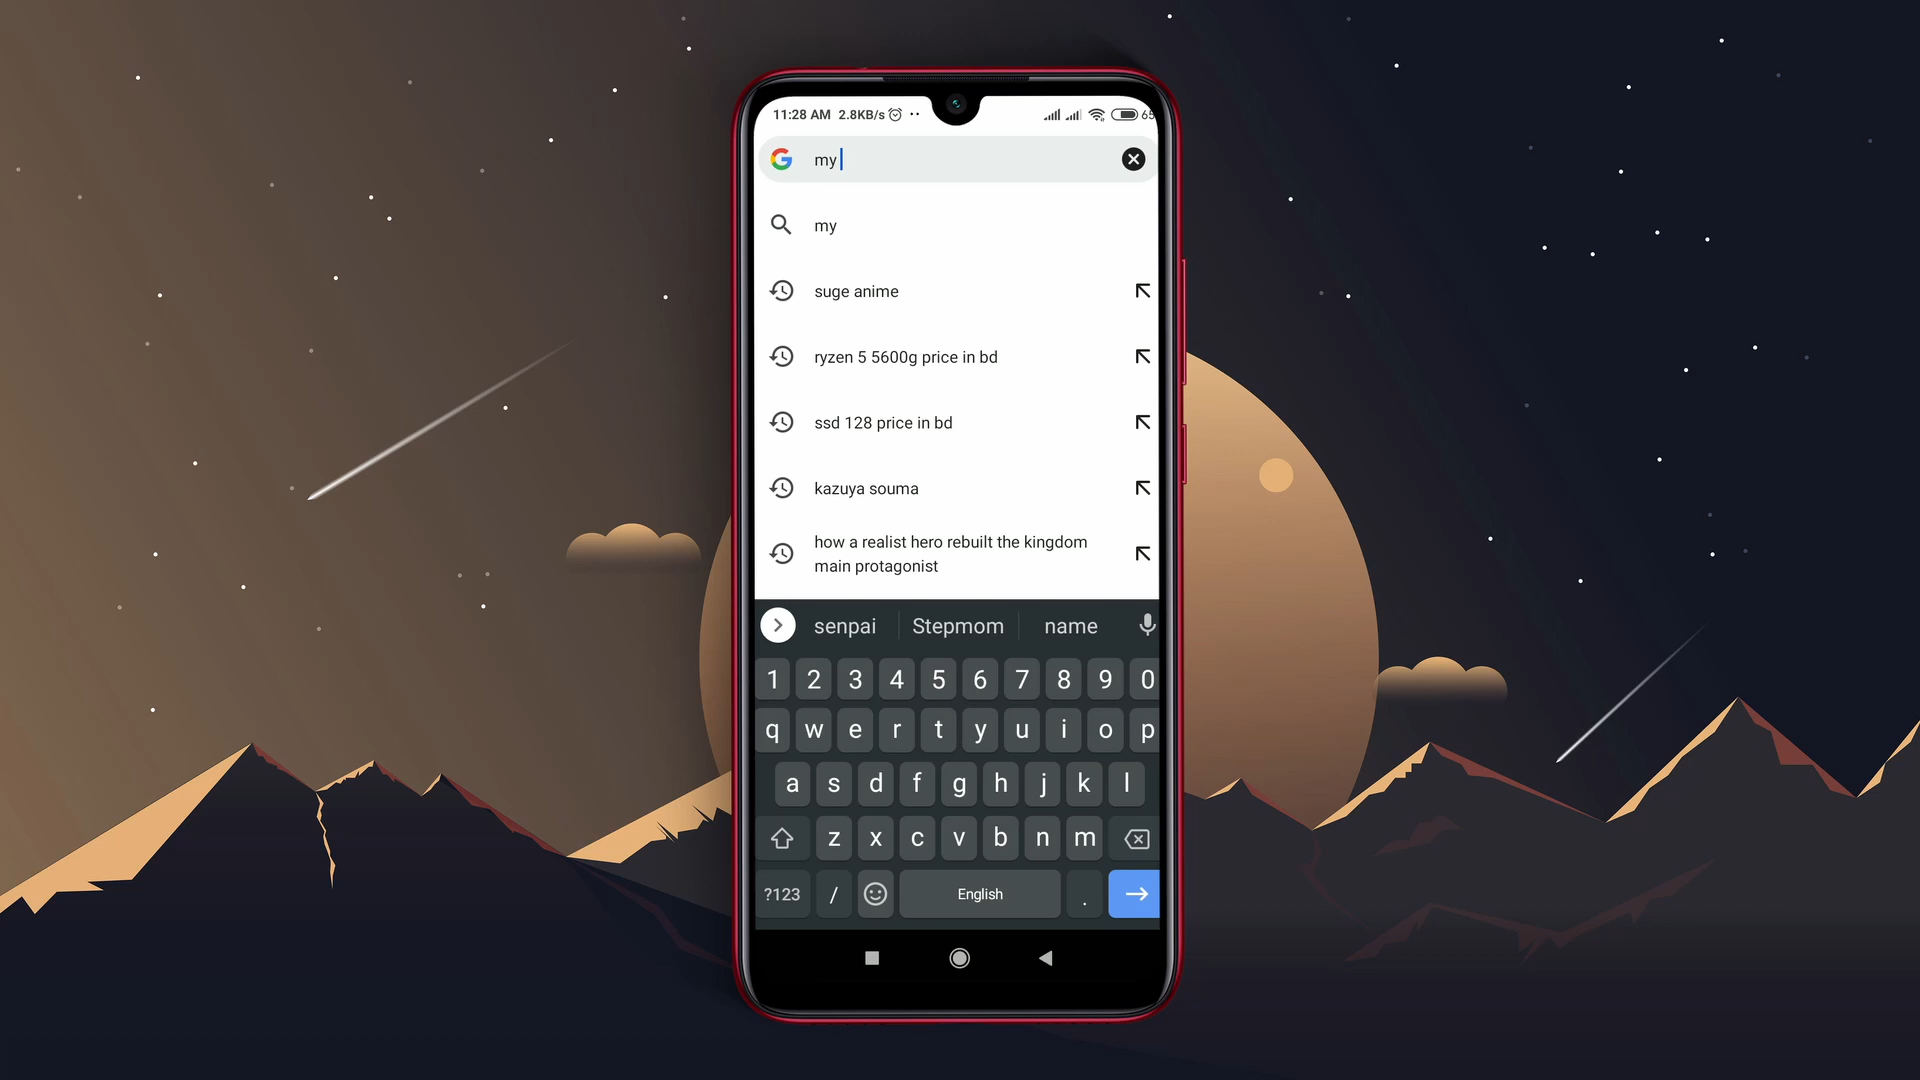 11:28 AM 2.8KB/s 65
my
my
suge anime
ryzen 5 5600g price in bd
ssd 128 price in bd
kazuya souma
how a realist hero rebuilt the kingdom
main protagonist
senpai Stepmom name
1 2 3 4 5 6 7 8 9 0
q w e r t y u i o p
a s d f g h j k l
z x c v b n m
?123 / English .